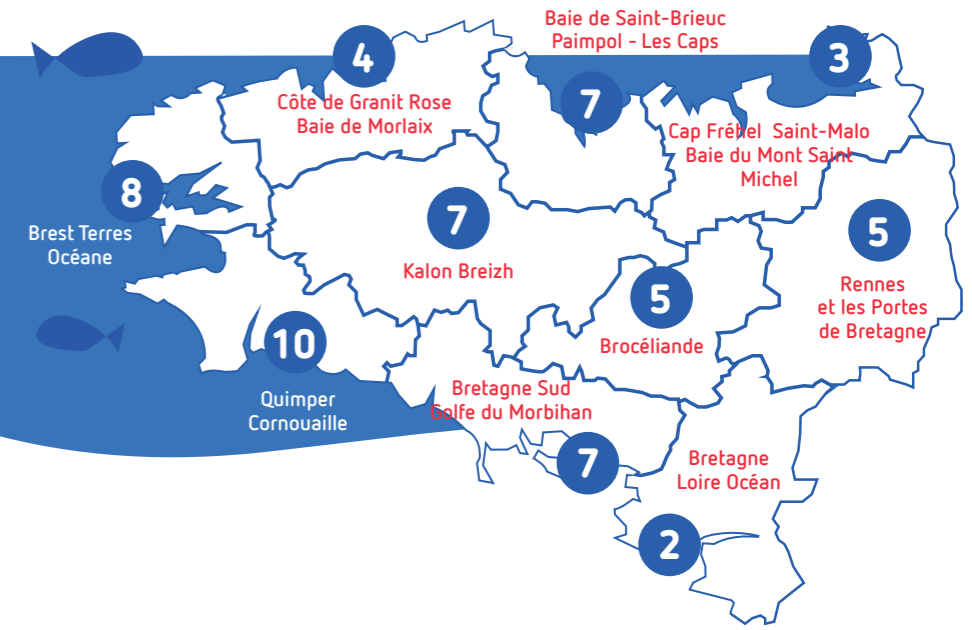 Baie de Saint-Brieuc
Paimpol - Les Caps
4
3
Côte de Granit Rose
Baie de Morlaix
7
Cap Fréhel Saint-Malo
Baie du Mont Saint
Michel
8
Brest Terres
Océane
7
Kalon Breizh
5
Rennes
et les Portes
de Bretagne
5
Brocéliande
10
Quimper
Cornouaille
Bretagne Sud
Golfe du Morbihan
7
Bretagne
Loire Océan
2